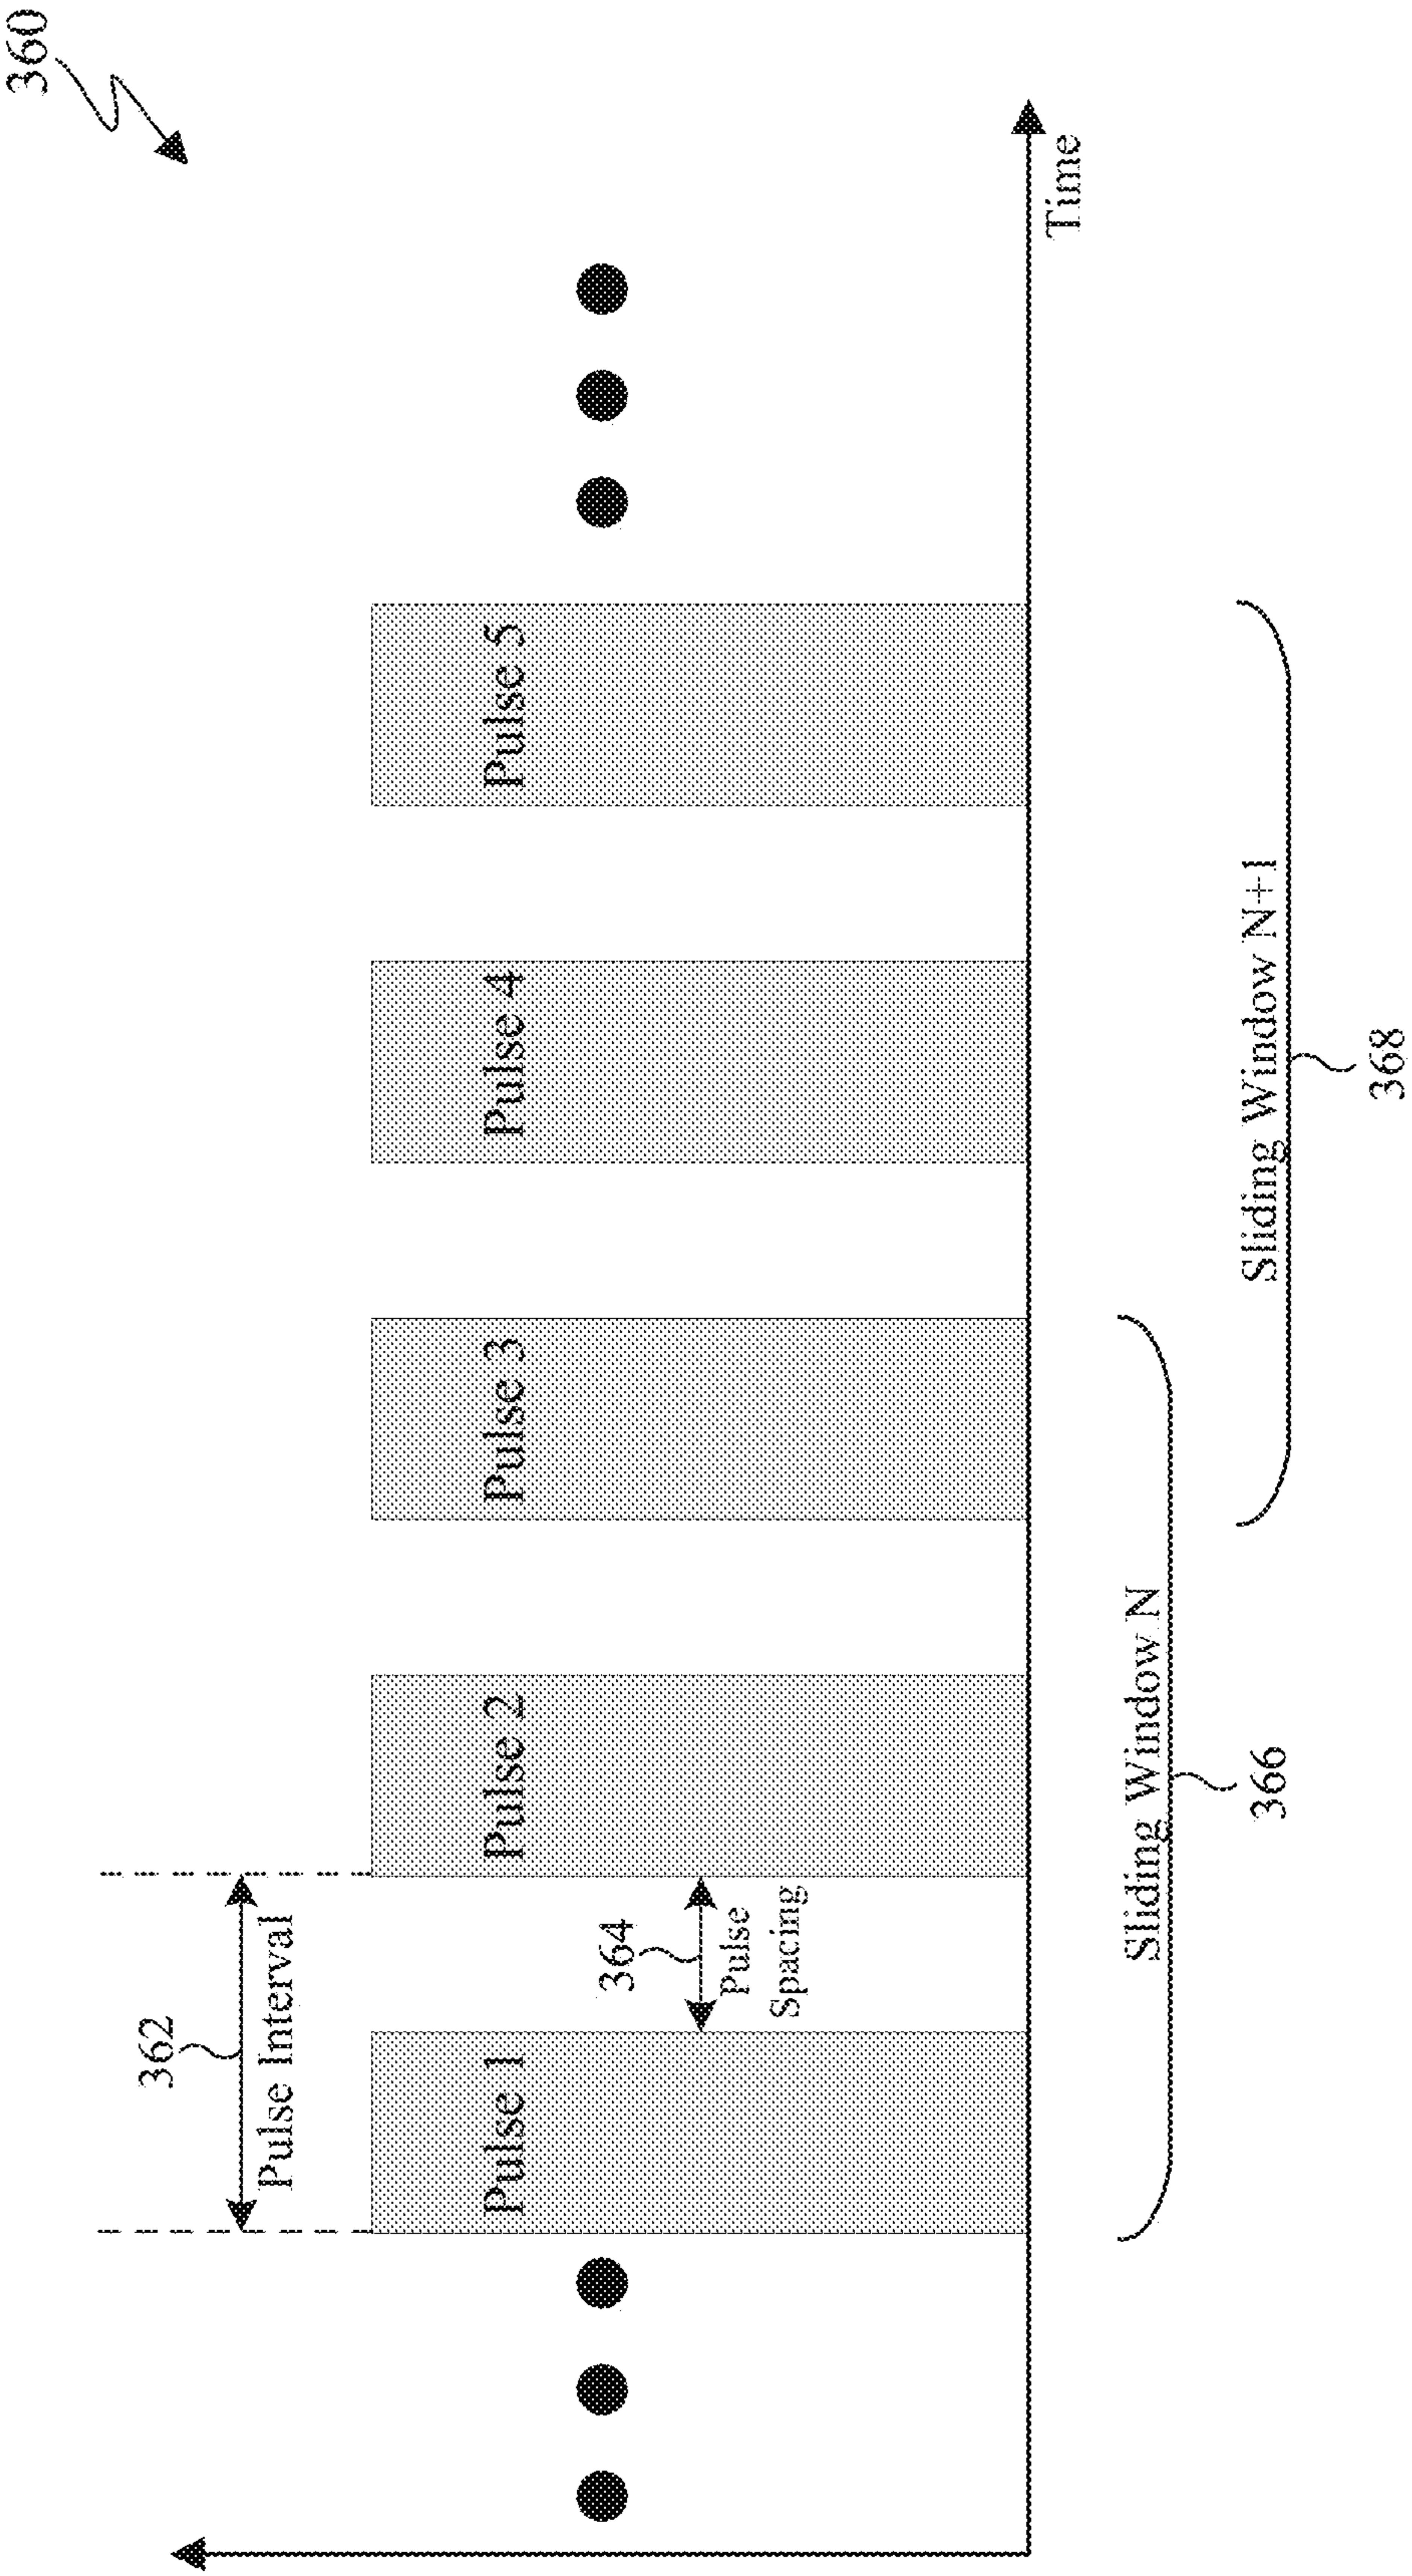 360
362
Pulse Interval
Pulse 1
Pulse 2
Pulse 3
Pulse 4
Pulse 5
364
Pulse
Spacing
Time
Sliding Window N
366
Sliding Window N+1
368